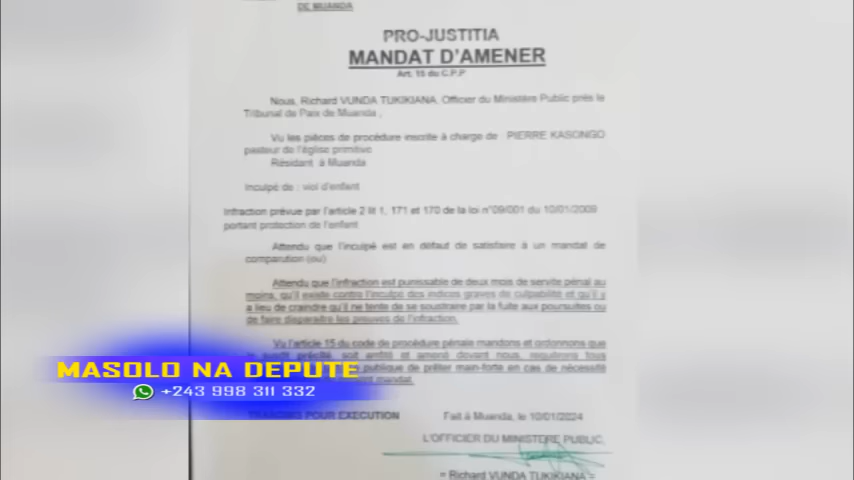 DE MUANDA
PRO-JUSTITIA
MANDAT D'AMENER
Art. 15 du C.P.P
Nous, Richard VUNDA TUKIKIANA, Officier du Ministère Public près le
Tribunal de Paix de Muanda ,
Vu les pièces de procédure inscrite à charge de PIERRE KASONGO
pasteur de l'église primitive
Résidant à Muanda
Inculpé de : viol d'enfant
Infraction prévue par l'article 2 lit 1, 171 et 170 de la loi n°09/001 du 10/01/2009
portant protection de l'enfant
Attendu que l'inculpé est en défaut de satisfaire à un mandat de
comparution (ou)
Attendu que l'infraction est punissable de deux mois de servite pénal au
moins, qu'il existe contre l'inculpé des indices graves de culpabilité et qu'il y
a lieu de craindre qu'il ne tente de se soustraire par la fuite aux poursuites ou
de faire disparaître les preuves de l'infraction.
Vu l'article 15 du code de procédure pénale mandons et ordonnons que
précité, soit arrêté et amené devant nous, requérons tous
publique de prêter main-forte en cas de nécessité
mandat.
MASOLO NA DEPUTE
+243 998 311 332
TRANSMIS POUR EXECUTION Fait à Muanda, le 10/01/2024
L'OFFICIER DU MINISTERE PUBLIC,
= Richard VUNDA TUKIKIANA =